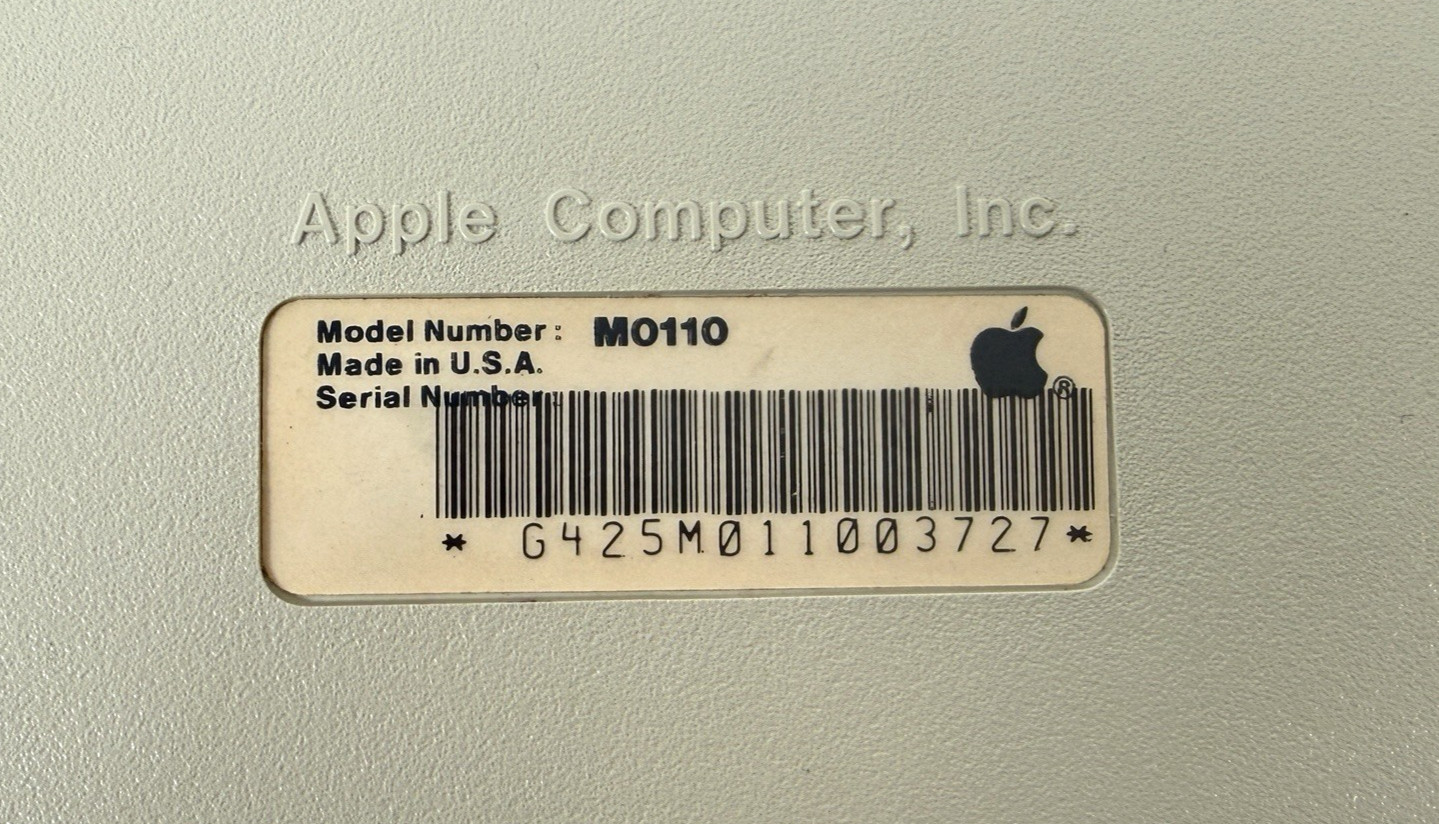 Apple Computer, Inc.
Model Number: M0110
Made in U.S.A.
Serial Number:
®
* G425M011003727*